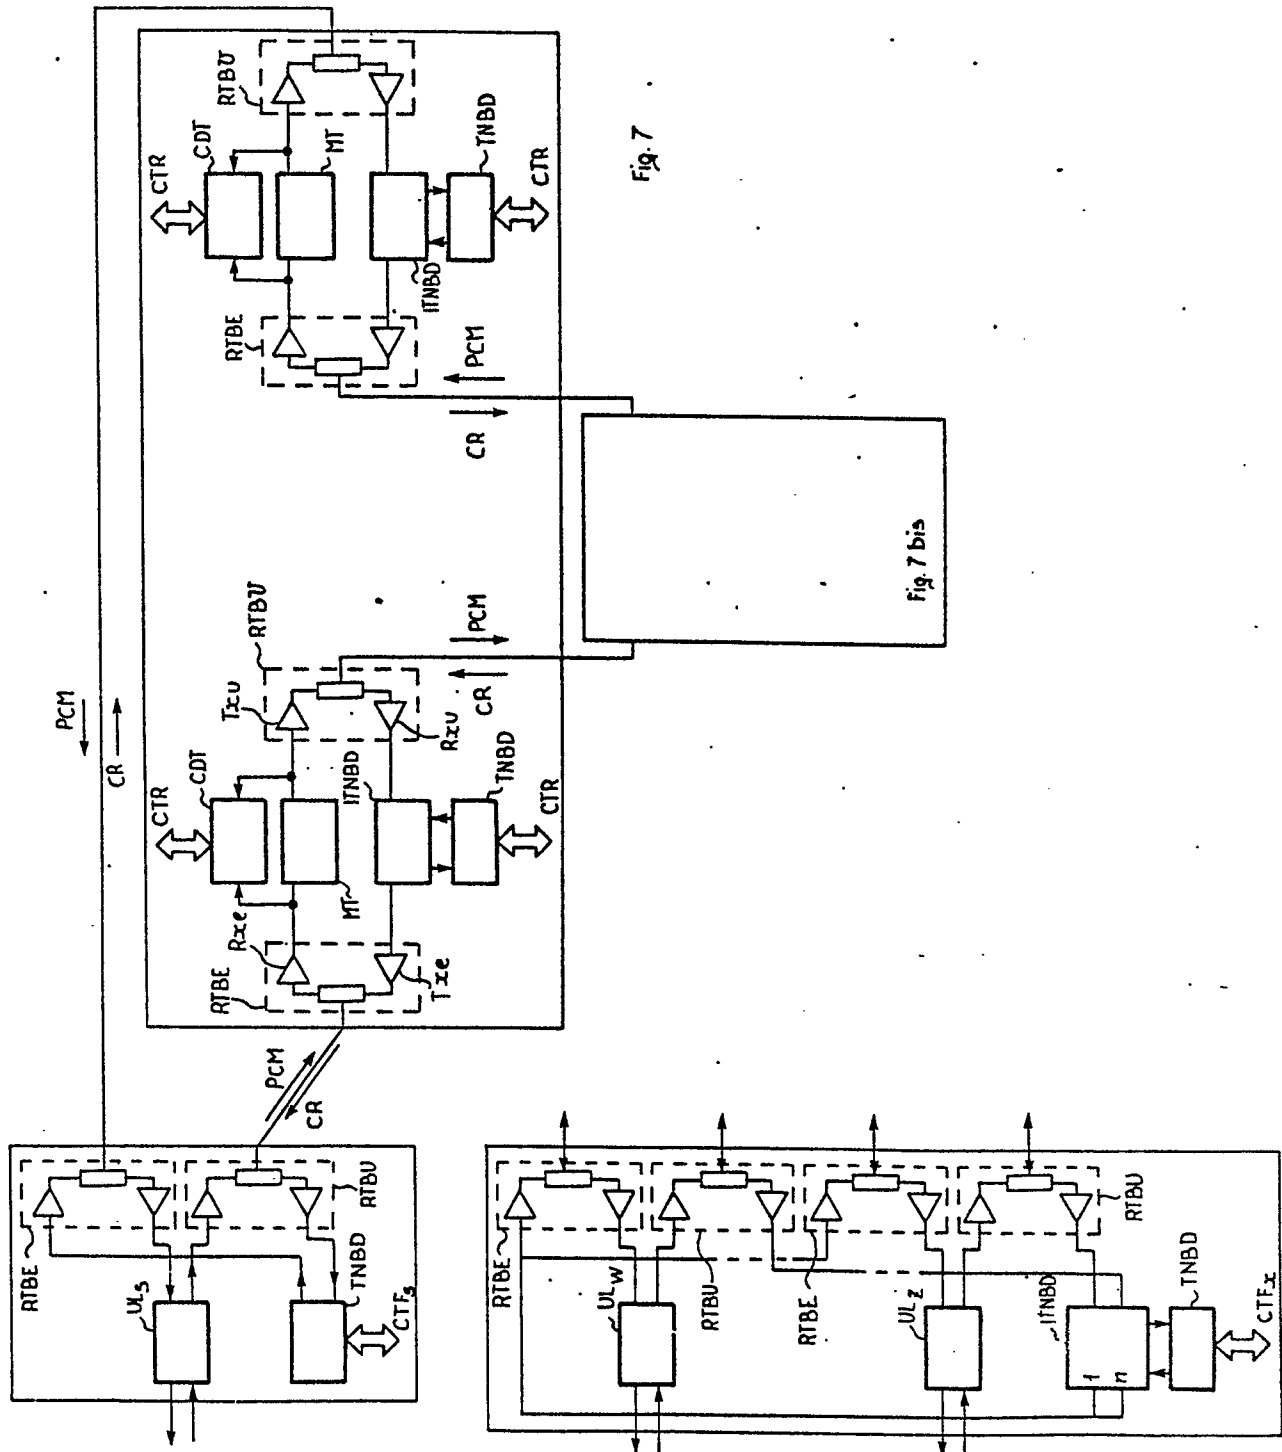 RTBU
CDT
CTR
MT
TNBD
CTR
ITNBD
RTBE
PCM
CR
Fig. 7
Fig. 7 bis
PCM
CR
RTBU
TxU
RxU
PCM
CR
CTR
CDT
ITNBD
TNBD
CTR
MT
Rxe
RTBE
Txe
PCM
CR
RTBE
ULs
RTBU
TNBD
CTFs
RTBE
ULw
RTBU
RTBE
ULz
ITNBD
RTBU
TNBD
CTFx
1
n